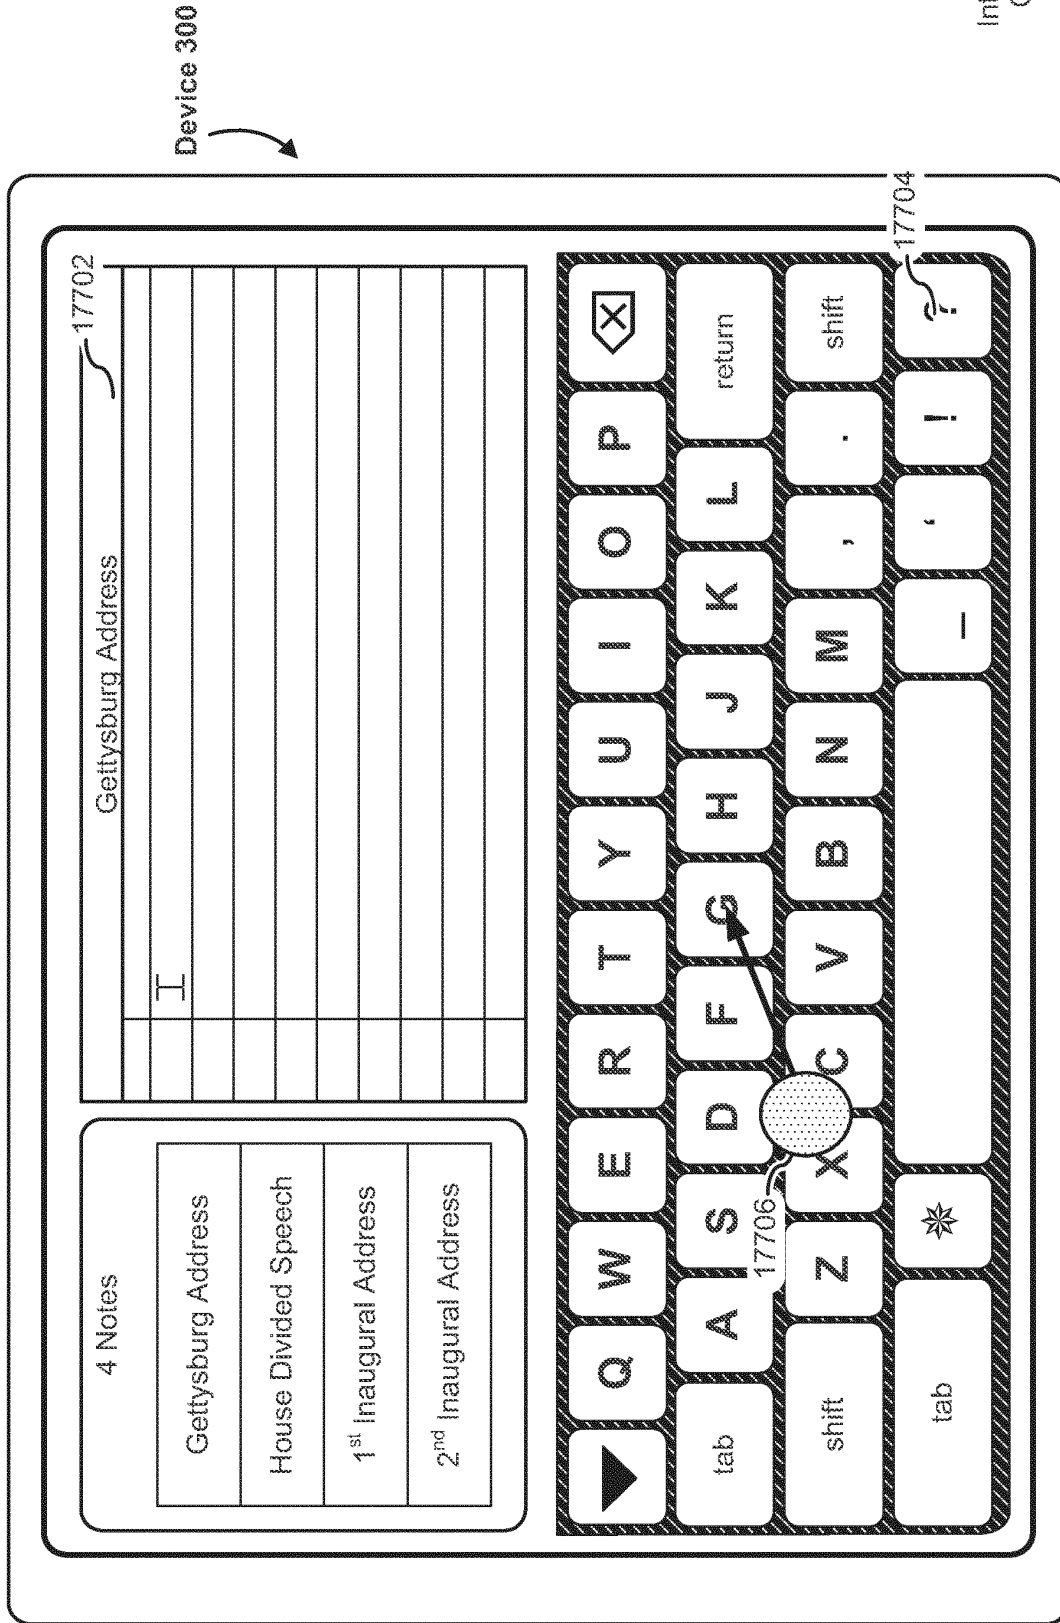 Device 300
17702
4 Notes
Gettysburg Address
House Divided Speech
1st Inaugural Address
2nd Inaugural Address
Gettysburg Address
Q W E R T Y U I O P X
tab A S D F G H J K L return
17706
shift Z X C V B N M , . shift
tab _ ‘ ! ?
17704